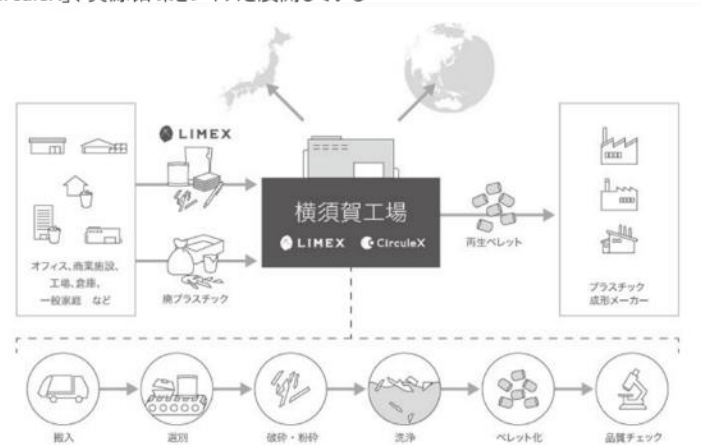 LIMEX
横須賀工場
LIMEX CirculeX
再生ペレット
オフィス、商業施設、
工場、倉庫、
一般家庭 など
廃プラスチック
プラスチック
成形メーカー
搬入
選別
破砕・粉砕
洗浄
ペレット化
品質チェック